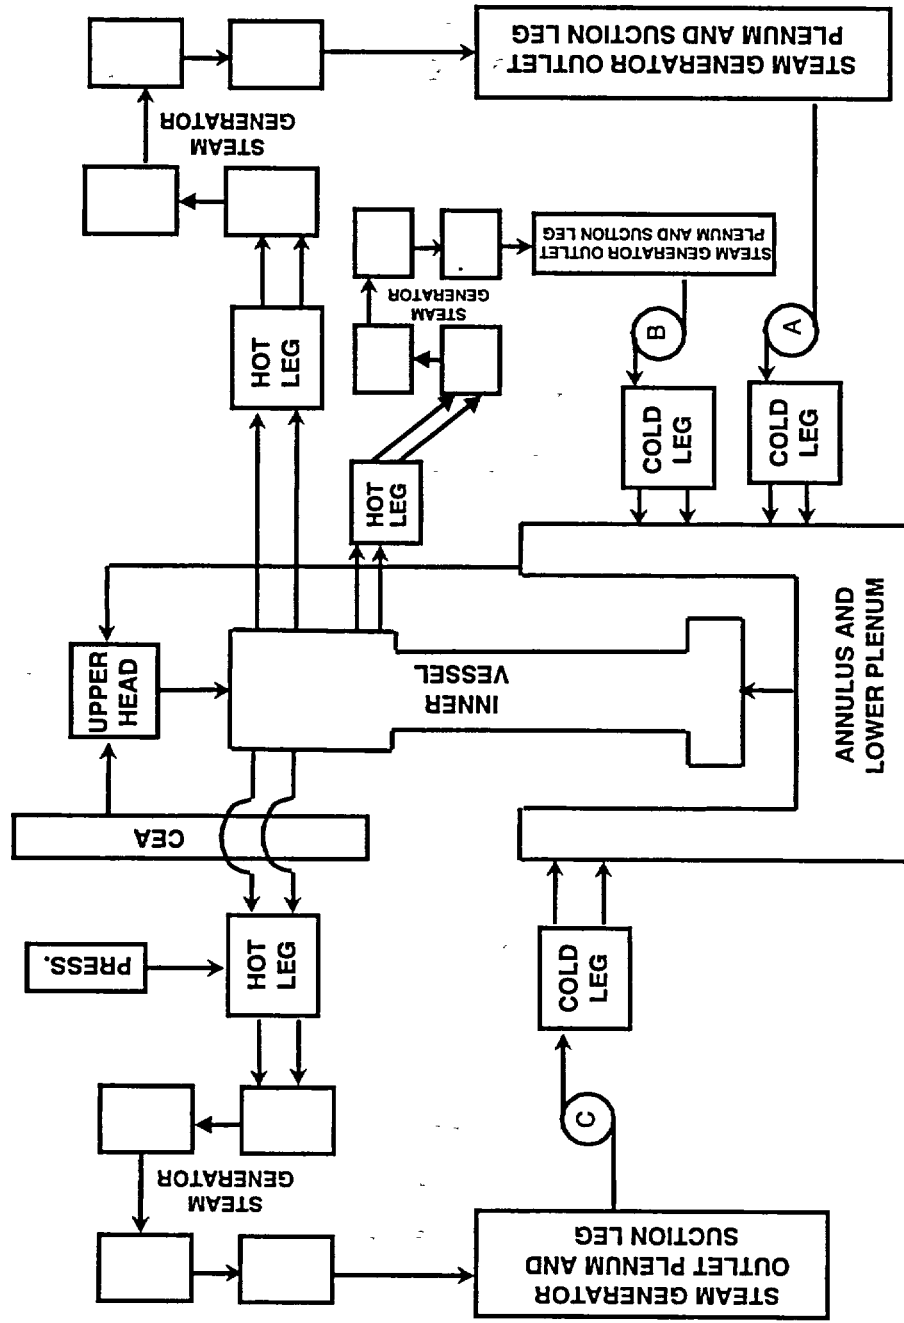 STEAM
GENERATOR
STEAM GENERATOR OUTLET
PLENUM AND SUCTION LEG
STEAM
GENERATOR
STEAM GENERATOR OUTLET
PLENUM AND SUCTION LEG
HOT
LEG
HOT
LEG
B
A
COLD
LEG
COLD
LEG
UPPER
HEAD
INNER
VESSEL
ANNULUS AND
LOWER PLENUM
CEA
PRESS.
HOT
LEG
COLD
LEG
C
STEAM
GENERATOR
STEAM GENERATOR
OUTLET PLENUM AND
SUCTION LEG